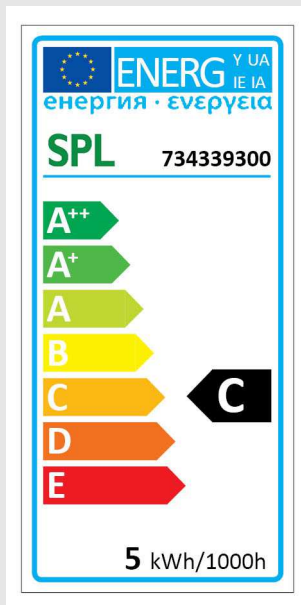 ENERG Y UA
IE IA
енергия · ενεργεια
SPL 734339300
A++
A+
A
B
C C
D
E
5 kWh/1000h